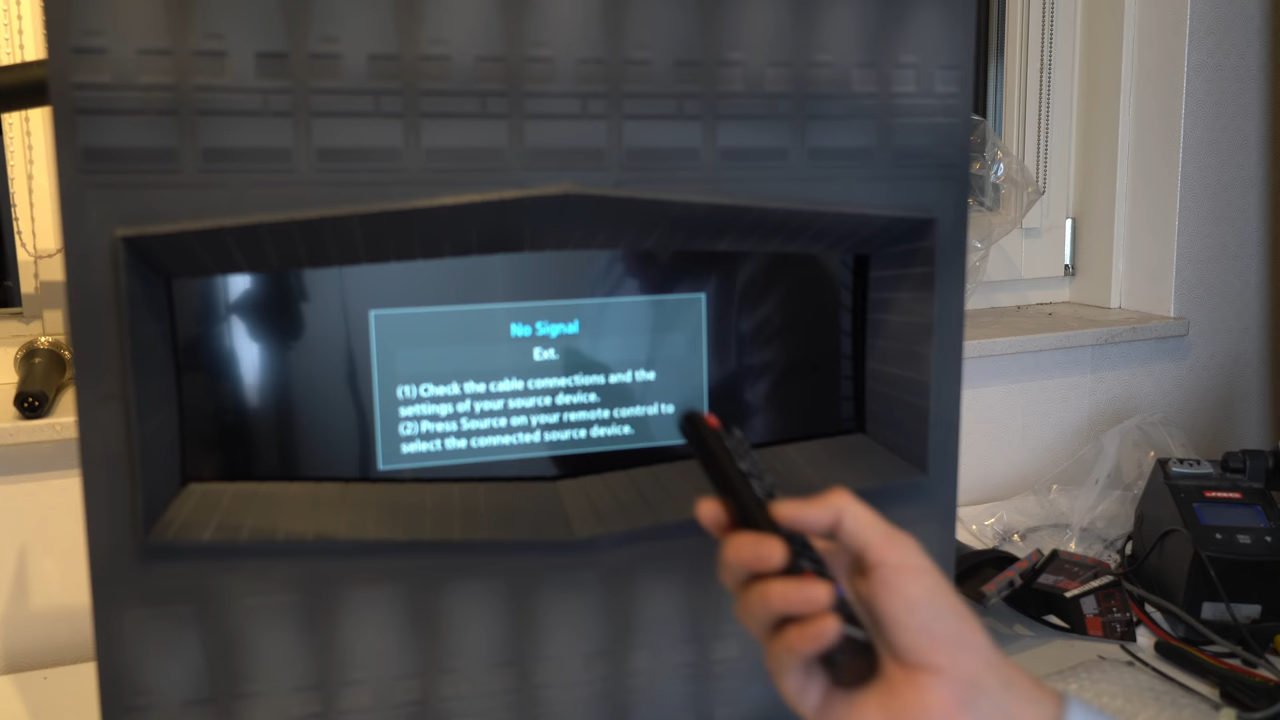 No Signal
Ext.
(1) Check the cable connections and the
settings of your source device.
(2) Press Source on your remote control to
select the connected source device.
JBC